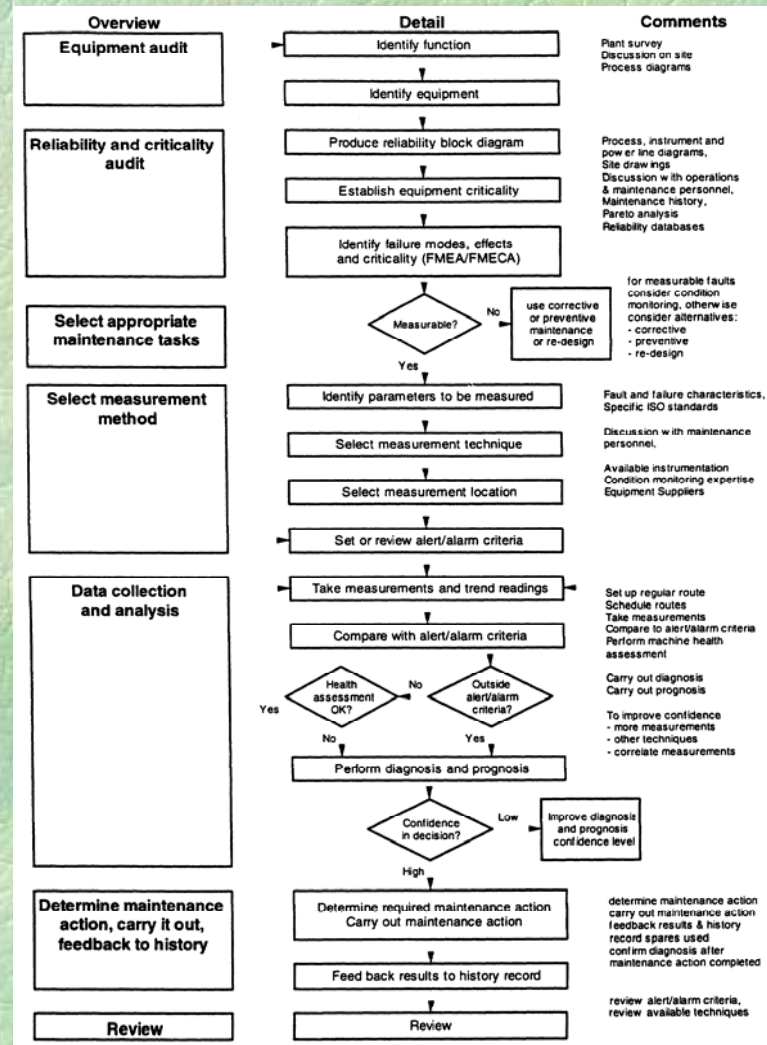 Overview
Detail
Comments
Equipment audit
Identify function
Plant survey
Discussion on site
Process diagrams
Identify equipment
Reliability and criticality
audit
Produce reliability block diagram
Process, instrument and
power line diagrams,
Site drawings
Discussion with operations
& maintenance personnel,
Maintenance history,
Pareto analysis
Reliability databases
Establish equipment criticality
Identify failure modes, effects
and criticality (FMEA/FMECA)
Select appropriate
maintenance tasks
Measurable?
No
Yes
use corrective
or preventive
maintenance
or re-design
for measurable faults
consider condition
monitoring, otherwise
consider alternatives:
- corrective
- preventive
- re-design
Select measurement
method
Identify parameters to be measured
Fault and failure characteristics,
Specific ISO standards
Select measurement technique
Discussion with maintenance
personnel,
Select measurement location
Available instrumentation
Condition monitoring expertise
Equipment Suppliers
Set or review alert/alarm criteria
Data collection
and analysis
Take measurements and trend readings
Set up regular route
Schedule routes
Take measurements
Compare to alert/alarm criteria
Perform machine health
assessment
Compare with alert/alarm criteria
Carry out diagnosis
Carry out prognosis
Yes
Health
assessment
OK?
No
Outside
alert/alarm
criteria?
No
Yes
To improve confidence
- more measurements
- other techniques
- correlate measurements
Perform diagnosis and prognosis
Confidence
in decision?
Low
High
Improve diagnosis
and prognosis
confidence level
Determine maintenance
action, carry it out,
feedback to history
Determine required maintenance action
Carry out maintenance action
determine maintenance action
carry out maintenance action
feedback results & history
record spares used
confirm diagnosis after
maintenance action completed
Feed back results to history record
Review
Review
review alert/alarm criteria,
review available techniques